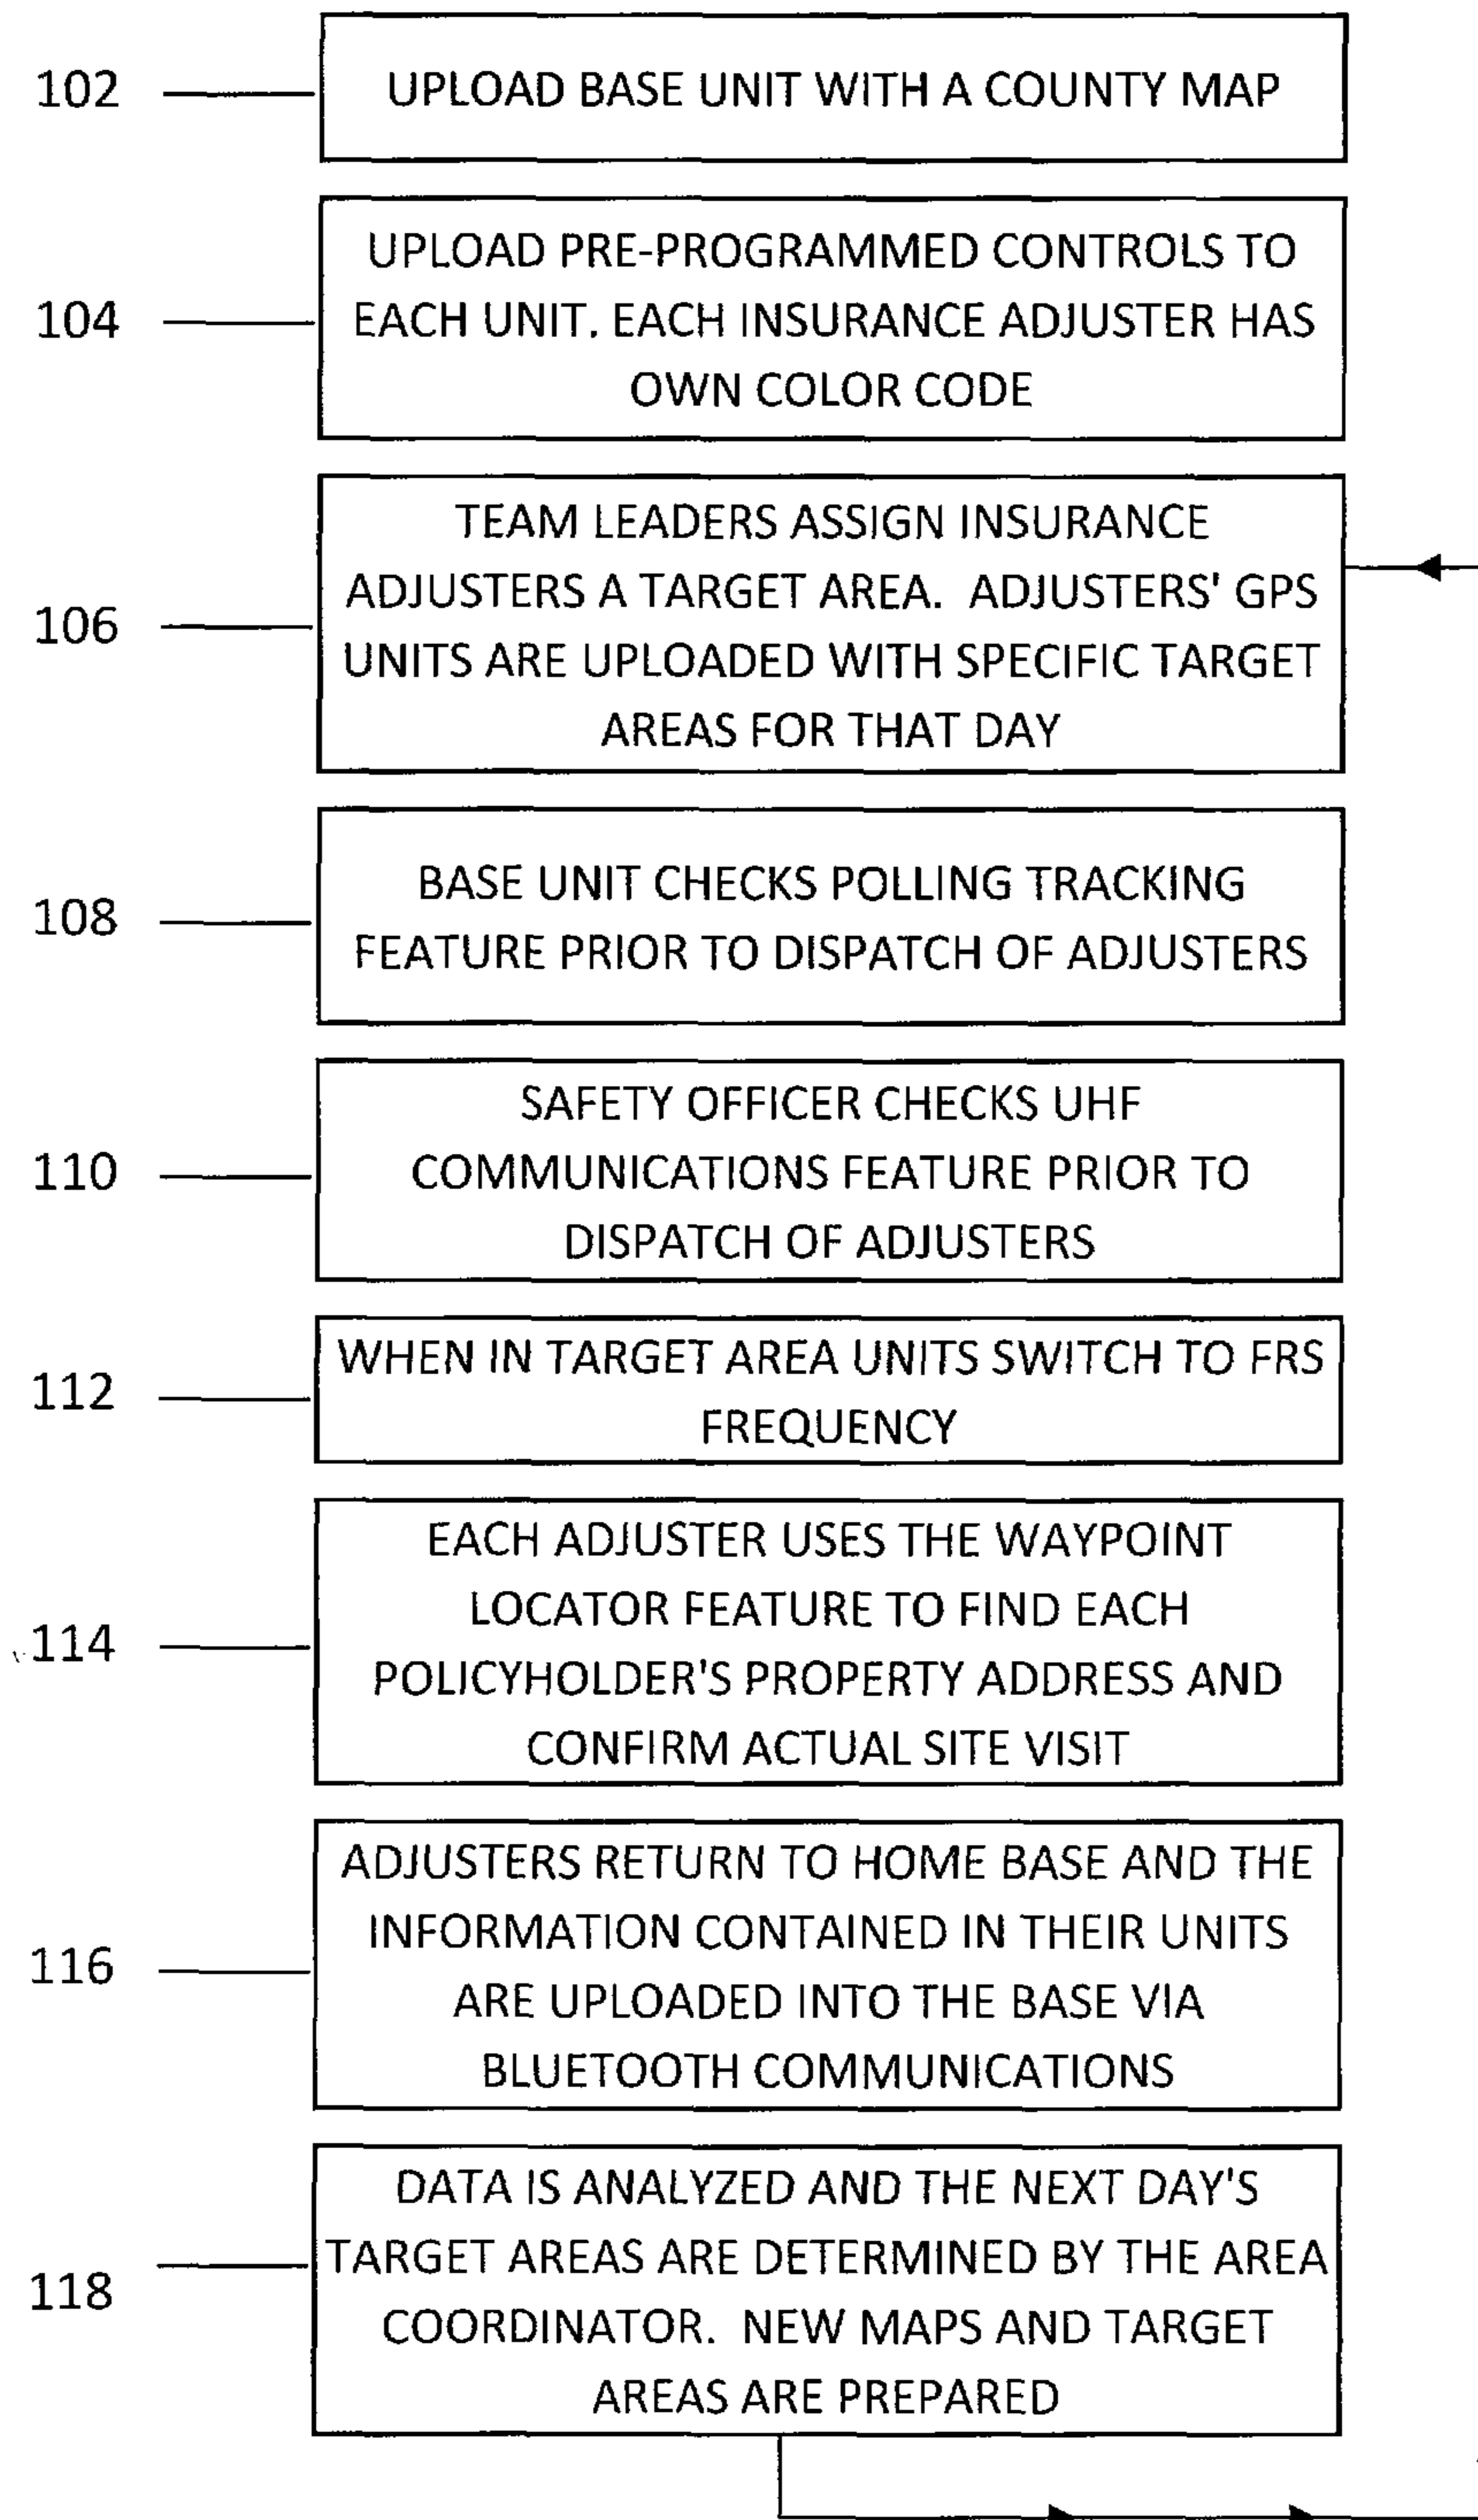 102
UPLOAD BASE UNIT WITH A COUNTY MAP
104
UPLOAD PRE-PROGRAMMED CONTROLS TO
EACH UNIT. EACH INSURANCE ADJUSTER HAS
OWN COLOR CODE
106
TEAM LEADERS ASSIGN INSURANCE
ADJUSTERS A TARGET AREA. ADJUSTERS' GPS
UNITS ARE UPLOADED WITH SPECIFIC TARGET
AREAS FOR THAT DAY
108
BASE UNIT CHECKS POLLING TRACKING
FEATURE PRIOR TO DISPATCH OF ADJUSTERS
110
SAFETY OFFICER CHECKS UHF
COMMUNICATIONS FEATURE PRIOR TO
DISPATCH OF ADJUSTERS
112
WHEN IN TARGET AREA UNITS SWITCH TO FRS
FREQUENCY
114
EACH ADJUSTER USES THE WAYPOINT
LOCATOR FEATURE TO FIND EACH
POLICYHOLDER'S PROPERTY ADDRESS AND
CONFIRM ACTUAL SITE VISIT
116
ADJUSTERS RETURN TO HOME BASE AND THE
INFORMATION CONTAINED IN THEIR UNITS
ARE UPLOADED INTO THE BASE VIA
BLUETOOTH COMMUNICATIONS
118
DATA IS ANALYZED AND THE NEXT DAY'S
TARGET AREAS ARE DETERMINED BY THE AREA
COORDINATOR. NEW MAPS AND TARGET
AREAS ARE PREPARED